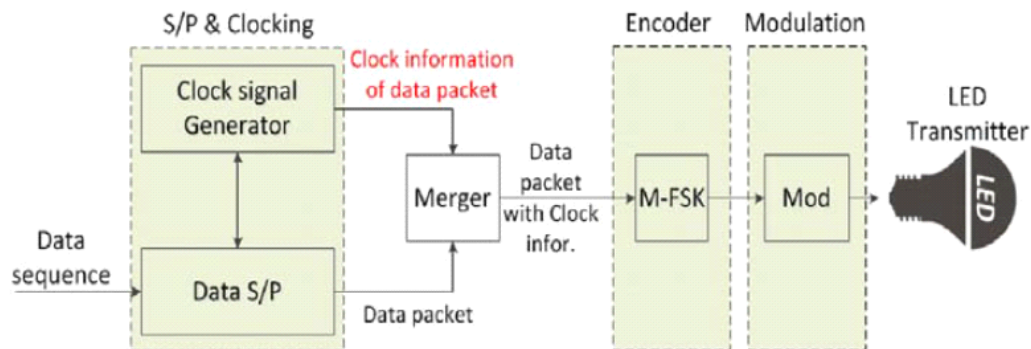 S/P & Clocking
Encoder
Modulation
Clock signal
Generator
Clock information
of data packet
LED
Transmitter
Merger
Data
packet
with Clock
infor.
M-FSK
Mod
LED
Data
sequence
Data S/P
Data packet